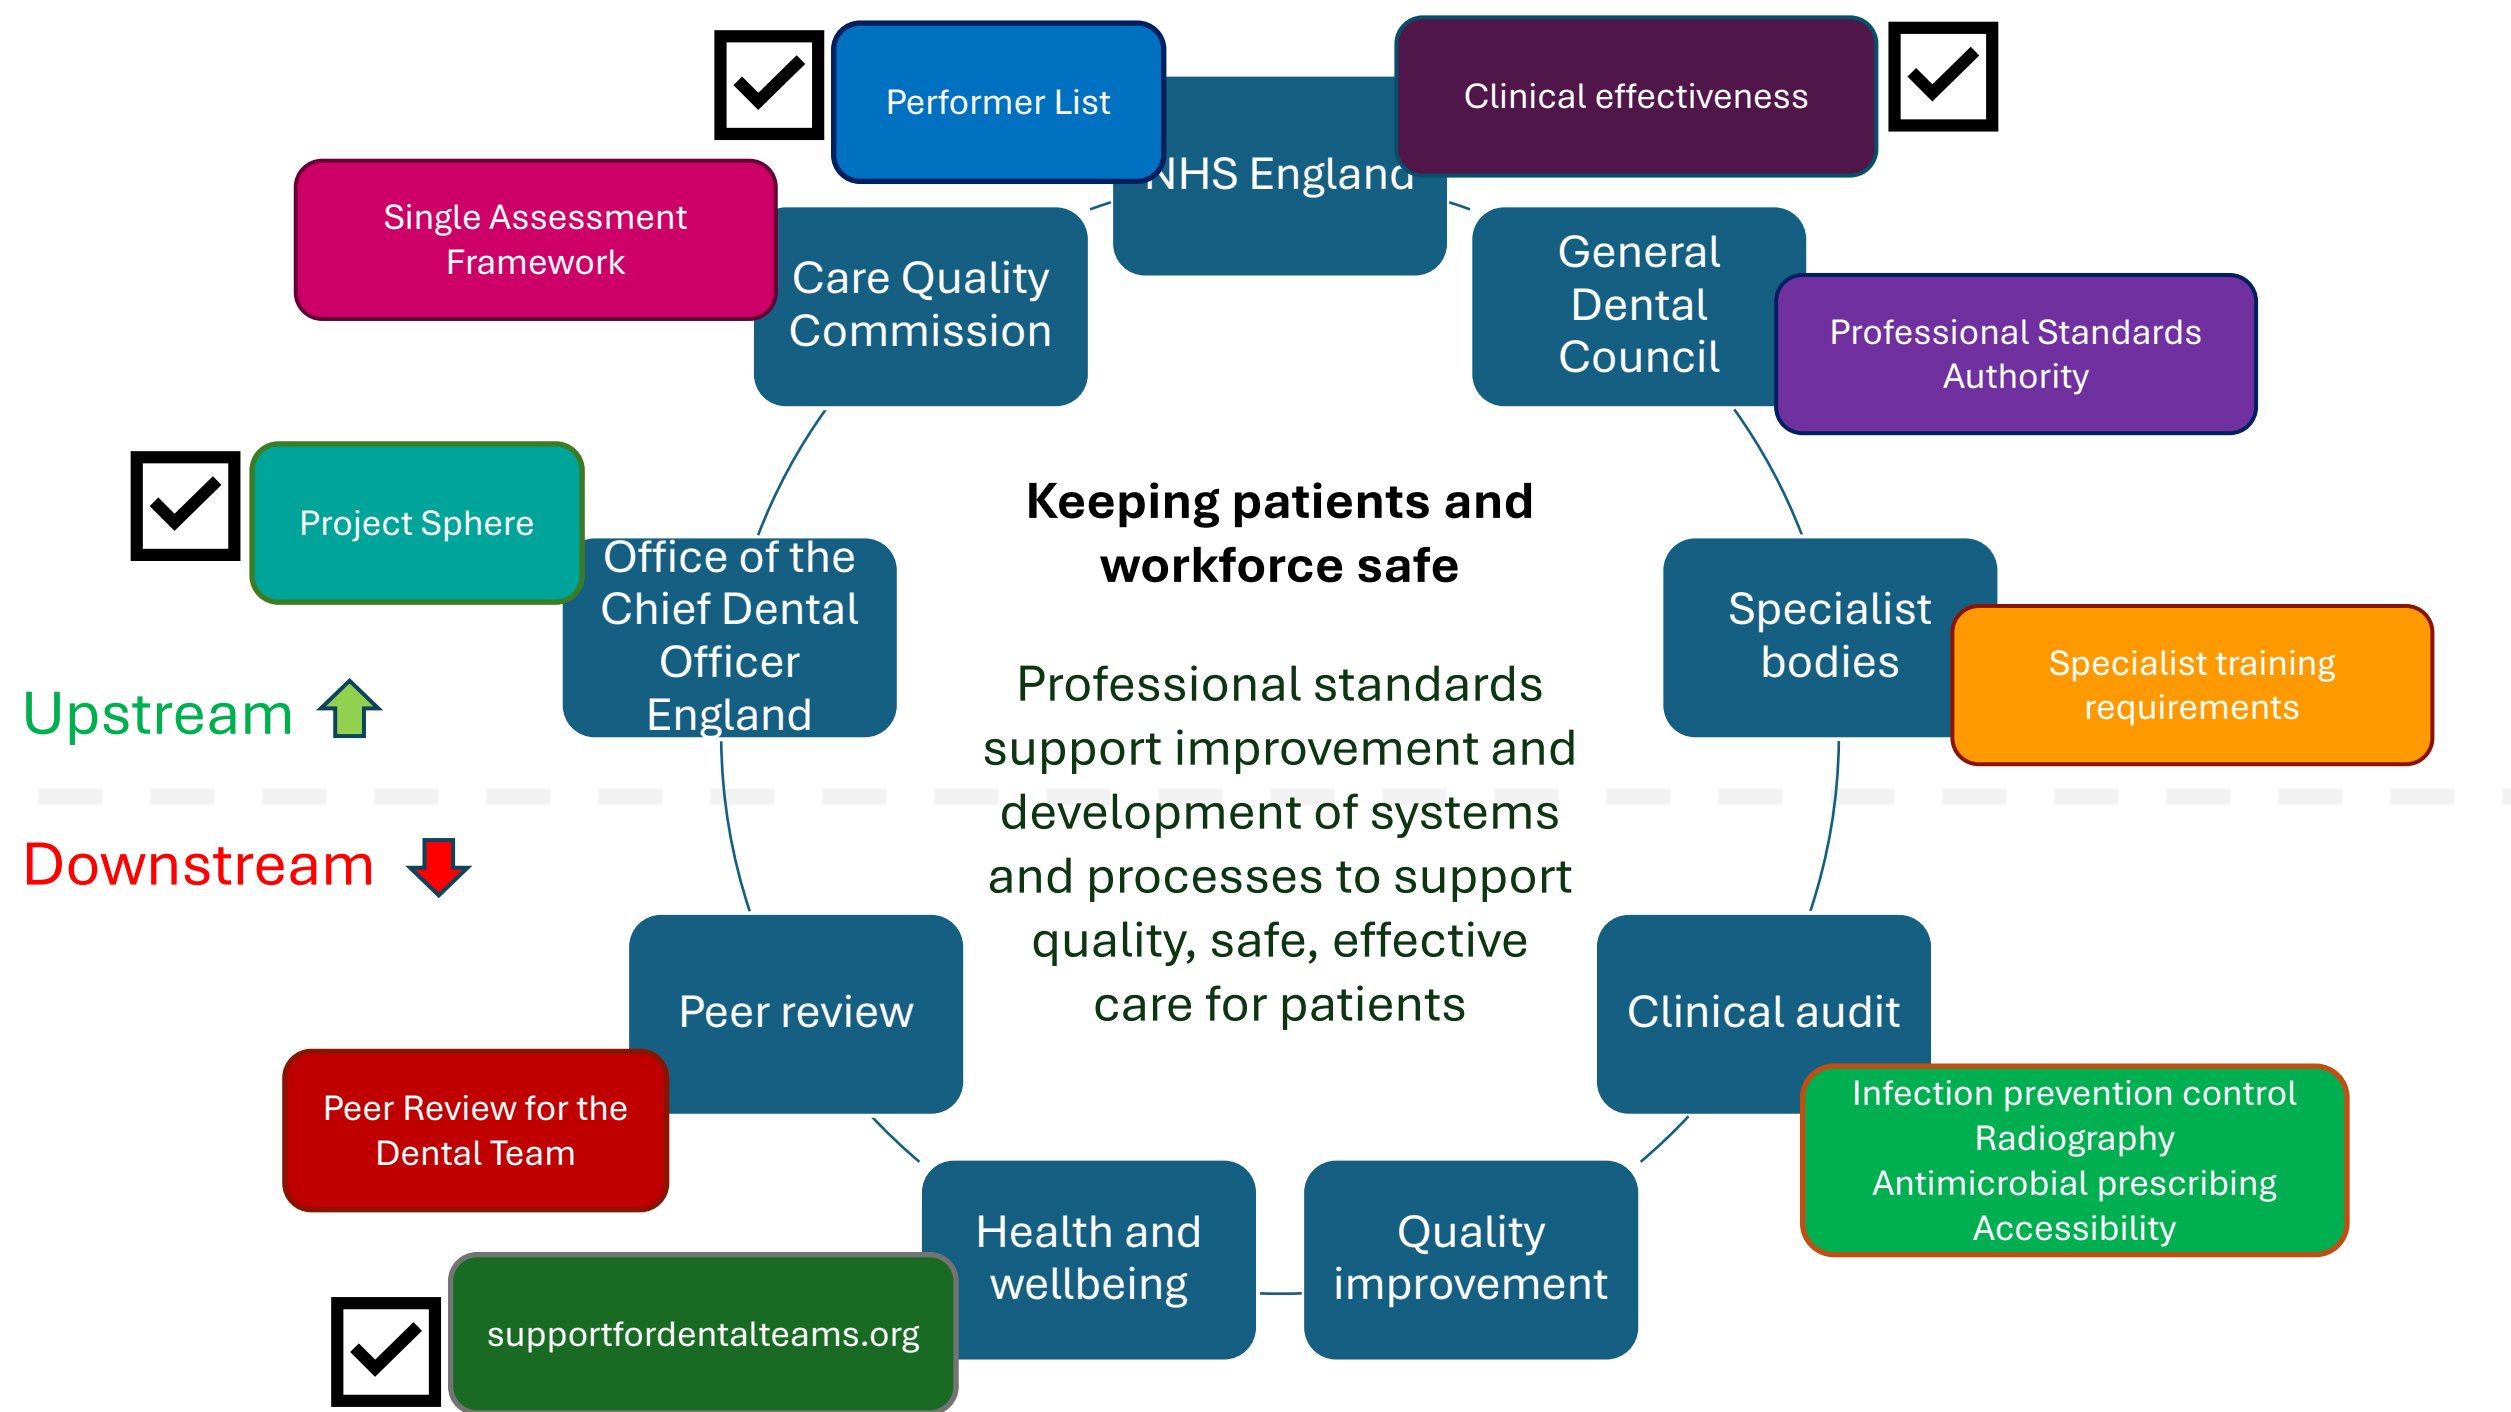 Performer List
Clinical effectiveness
NHS England
Single Assessment
Framework
Care Quality
Commission
General
Dental
Council
Professional Standards
Authority
Project Sphere
Office of the
Chief Dental
Officer
England
Keeping patients and
workforce safe
Specialist
bodies
Specialist training
requirements
Upstream
Downstream
Professional standards
support improvement and
development of systems
and processes to support
quality, safe, effective
care for patients
Peer review
Peer Review for the
Dental Team
Clinical audit
Infection prevention control
Radiography
Antimicrobial prescribing
Accessibility
Health and
wellbeing
Quality
improvement
supportfordentalteams.org